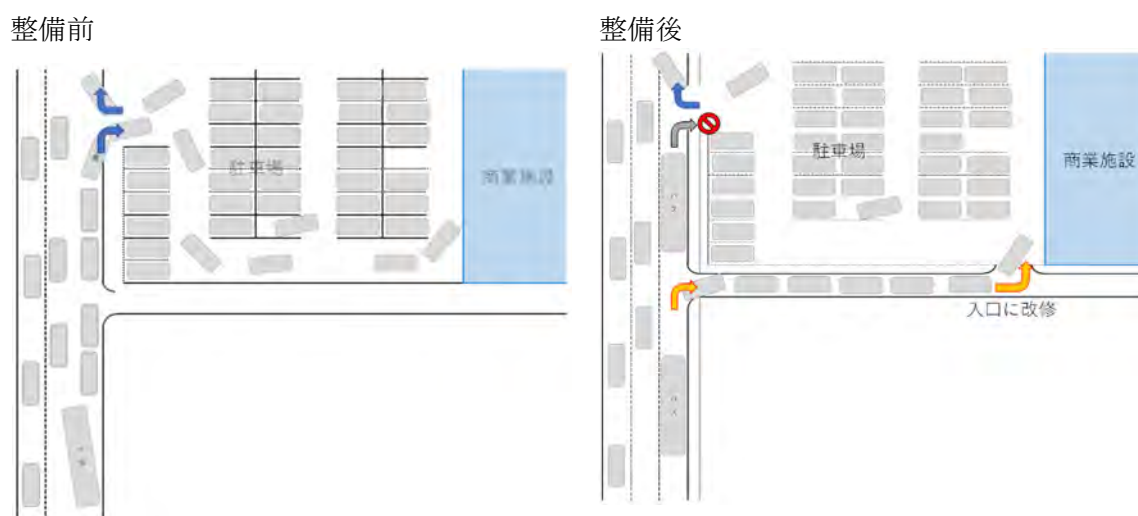 整備前
整備後
駐車場
商業施設
駐車場
商業施設
入口に改修